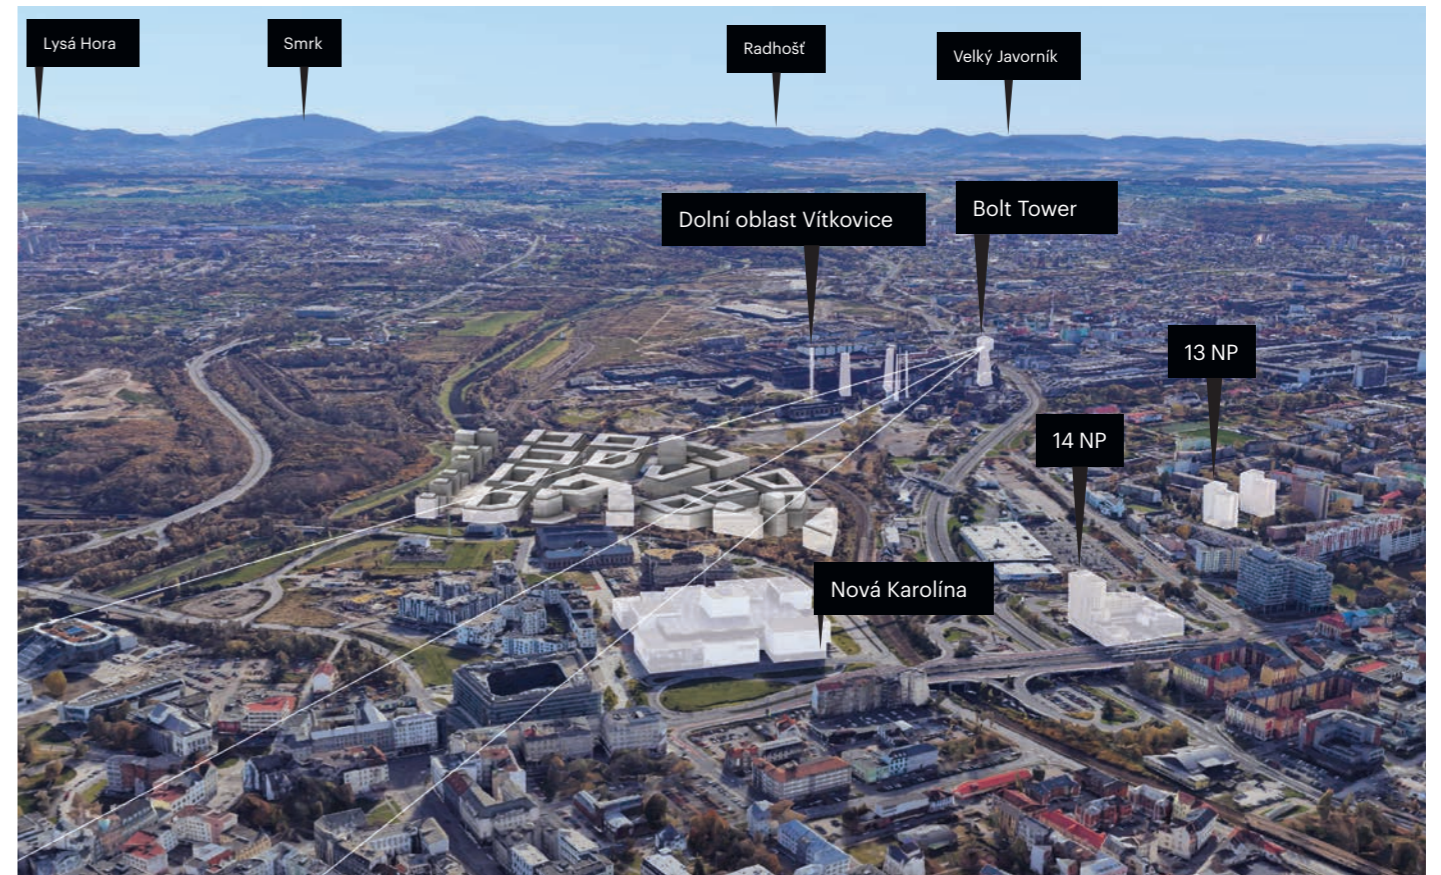 Lysá Hora
Smrk
Radhošť
Velký Javorník
Dolní oblast Vítkovice
Bolt Tower
13 NP
14 NP
Nová Karolína